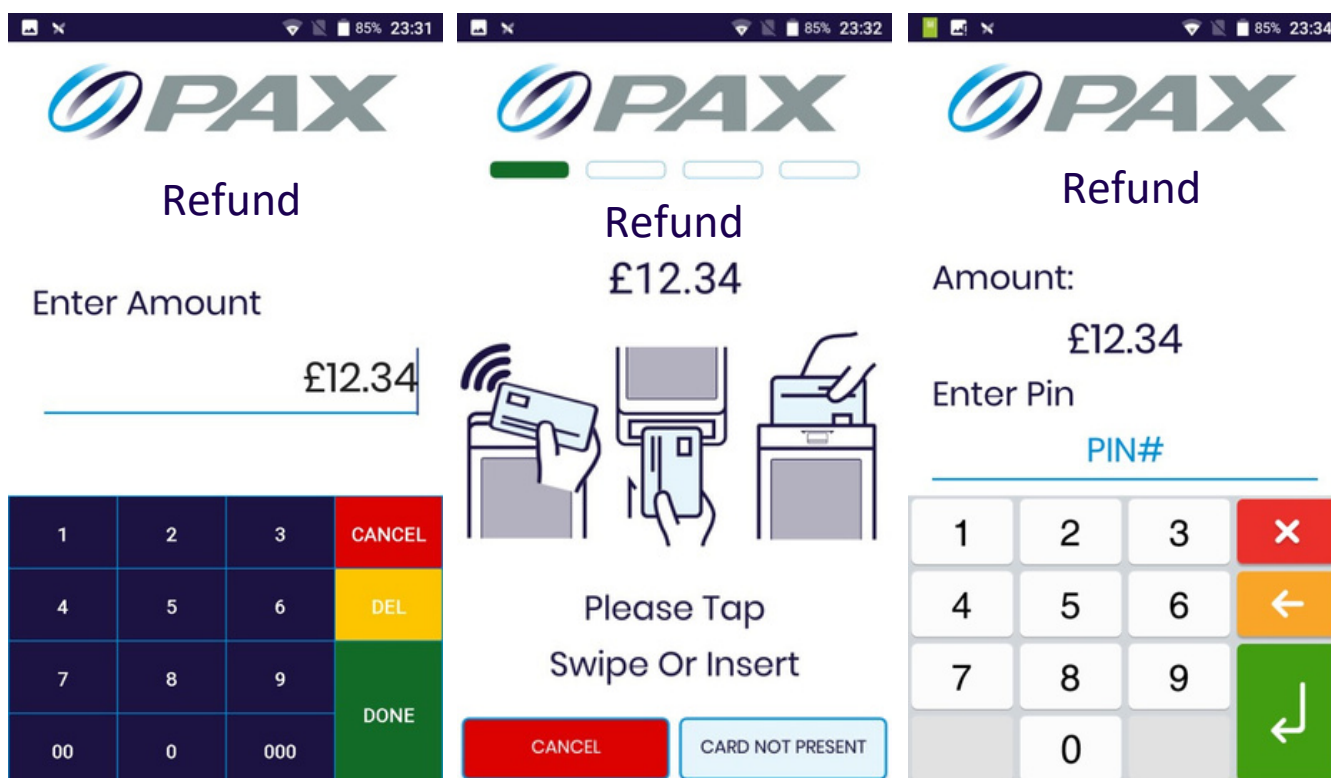 85% 23:31
PAX
Refund
Enter Amount
£12.34
1 2 3 CANCEL
4 5 6 DEL
7 8 9
DONE
00 0 000
85% 23:32
PAX
Refund
£12.34
Please Tap
Swipe Or Insert
CANCEL CARD NOT PRESENT
85% 23:34
PAX
Refund
Amount:
£12.34
Enter Pin
PIN#
1 2 3
4 5 6
7 8 9
0